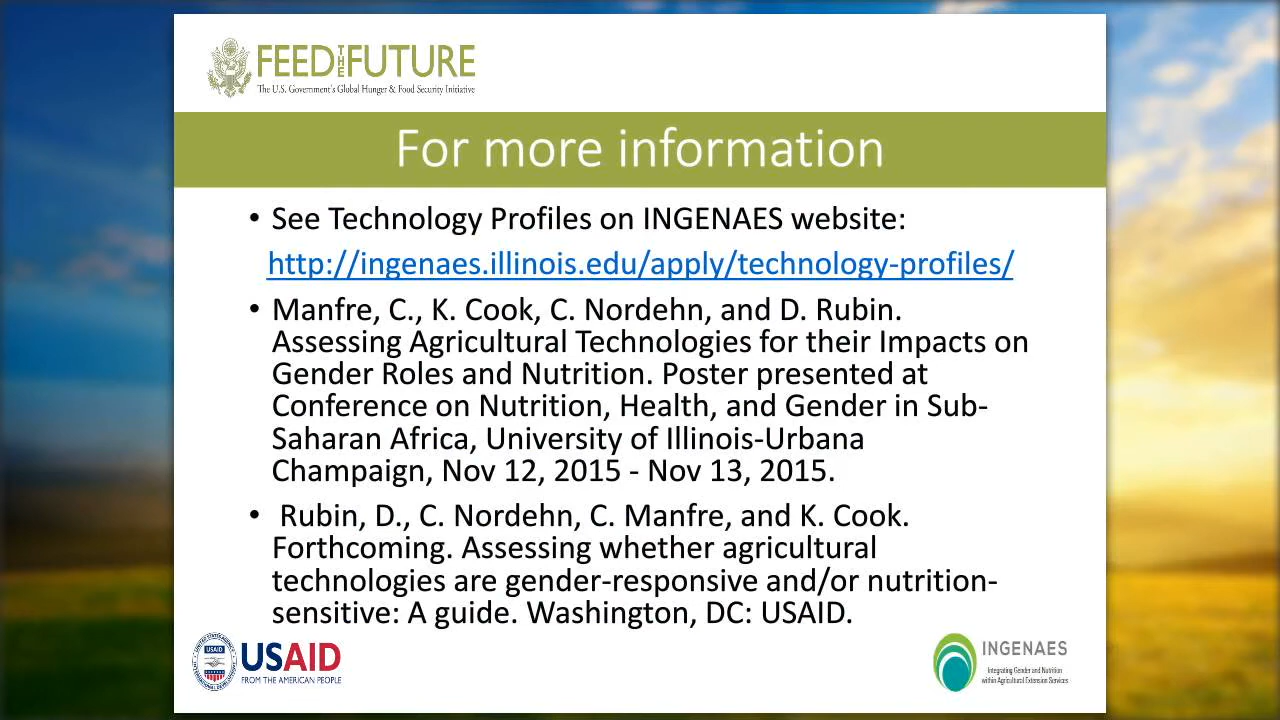 FEED THE FUTURE
The U.S. Government's Global Hunger & Food Security Initiative
For more information
• See Technology Profiles on INGENAES website:
http://ingenaes.illinois.edu/apply/technology-profiles/
• Manfre, C., K. Cook, C. Nordehn, and D. Rubin.
Assessing Agricultural Technologies for their Impacts on
Gender Roles and Nutrition. Poster presented at
Conference on Nutrition, Health, and Gender in Sub-
Saharan Africa, University of Illinois-Urbana
Champaign, Nov 12, 2015 - Nov 13, 2015.
• Rubin, D., C. Nordehn, C. Manfre, and K. Cook.
Forthcoming. Assessing whether agricultural
technologies are gender-responsive and/or nutrition-
sensitive: A guide. Washington, DC: USAID.
USAID
FROM THE AMERICAN PEOPLE
INGENAES
Integrating Gender and Nutrition
within Agricultural Extension Services